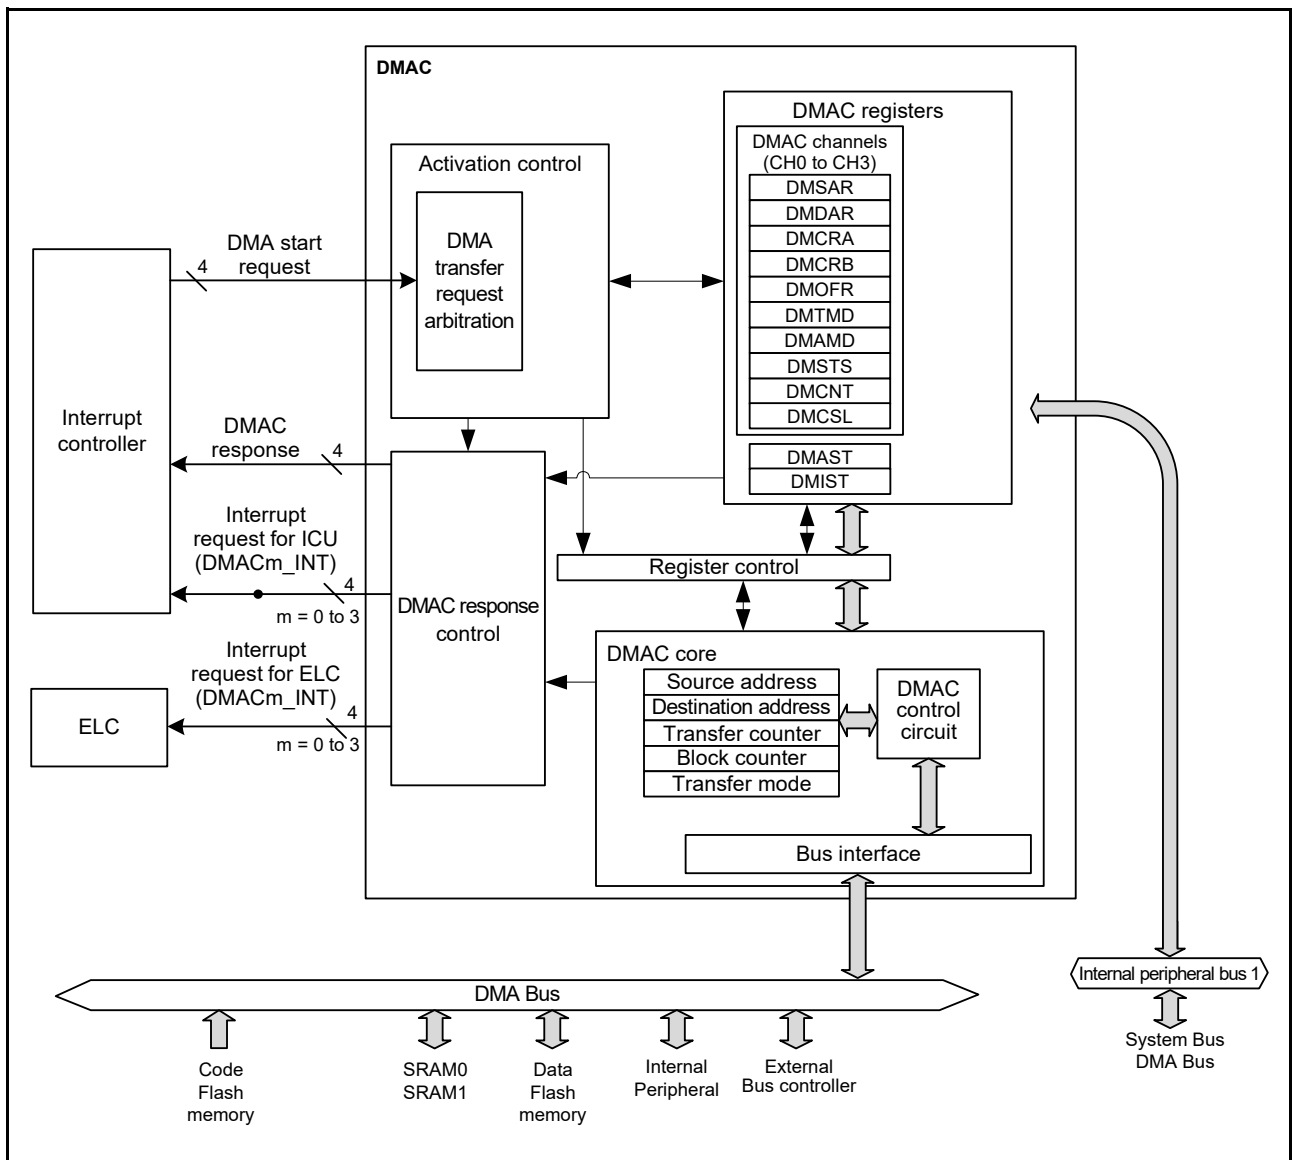 DMAC
DMAC registers
DMAC channels
(CH0 to CH3)
DMSAR
DMDAR
DMCRA
DMCRB
DMOFR
DMTMD
DMAMD
DMSTS
DMCNT
DMCSL
DMAST
DMIST
Activation control
DMA
transfer
request
arbitration
DMA start
request
4
Interrupt
controller
DMAC
response
4
Interrupt
request for ICU
(DMACm_INT)
4
m = 0 to 3
Interrupt
request for ELC
(DMACm_INT)
4
m = 0 to 3
ELC
DMAC response
control
Register control
DMAC core
Source address
Destination address
Transfer counter
Block counter
Transfer mode
DMAC
control
circuit
Bus interface
DMA Bus
Internal peripheral bus 1
System Bus
DMA Bus
Code
Flash
memory
SRAM0
SRAM1
Data
Flash
memory
Internal
Peripheral
External
Bus controller